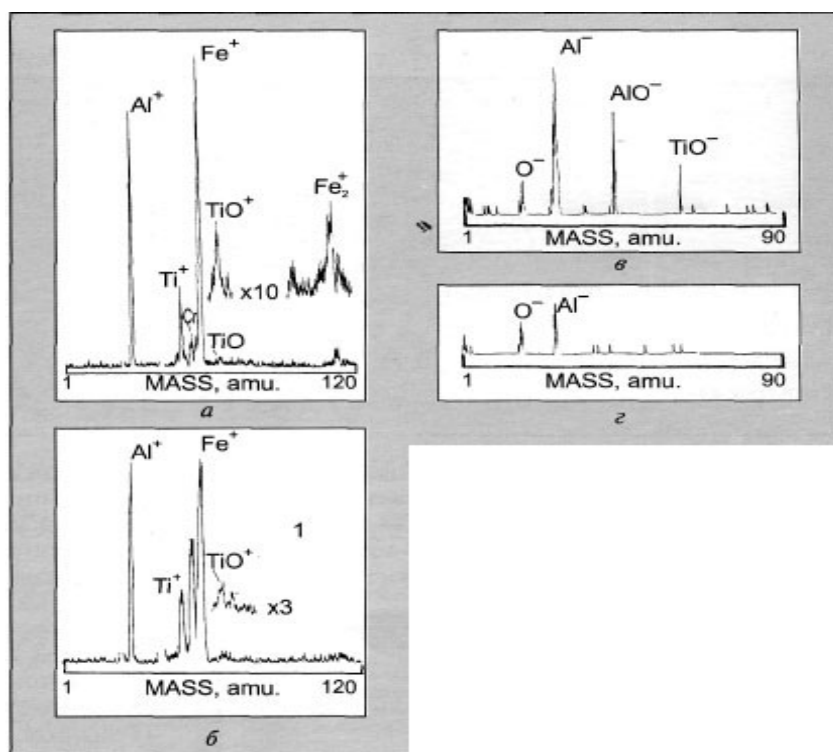 Fe⁺
Al⁺
TiO⁺
Fe₂⁺
Ti⁺
Cr
x10
TiO
1 MASS, amu. 120
а
Al⁻
AlO⁻
TiO⁻
O⁻
1 MASS, amu. 90
в
O⁻ Al⁻
1 MASS, amu. 90
г
Al⁺ Fe⁺
1
TiO⁺
Ti⁺
x3
1 MASS, amu. 120
б